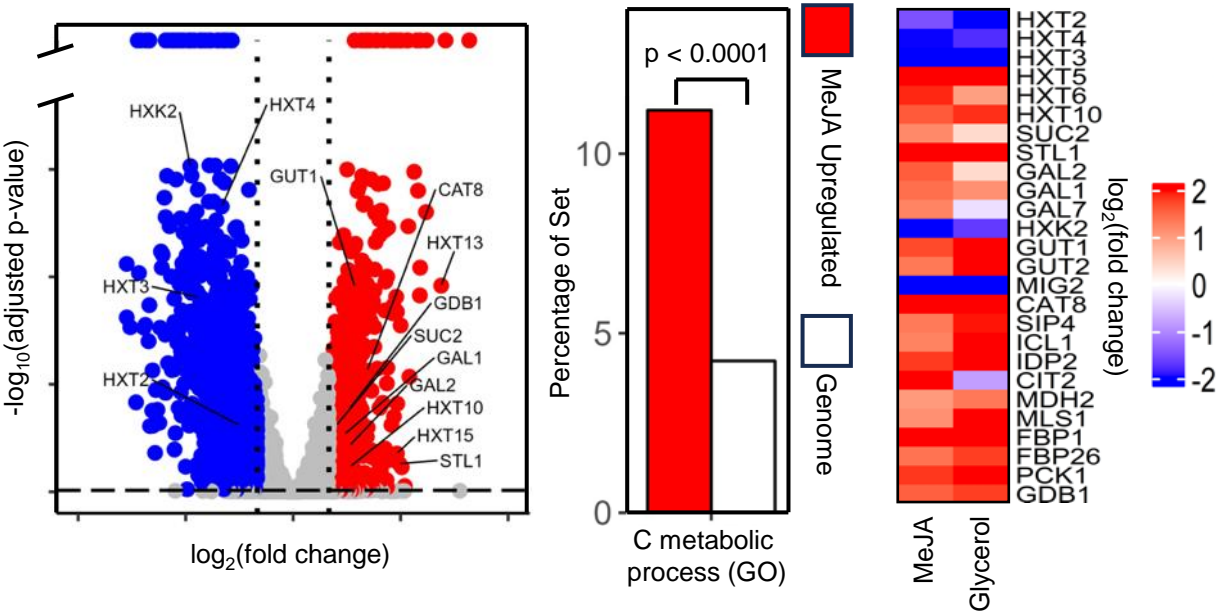 -log10(adjusted p-value)
HXK2
HXT4
GUT1
CAT8
HXT13
HXT3
GDB1
SUC2
GAL1
HXT2
GAL2
HXT10
HXT15
STL1
log2(fold change)
Percentage of Set
10
5
0
p < 0.0001
C metabolic
process (GO)
MeJA Upregulated
Genome
HXT2
HXT4
HXT3
HXT5
HXT6
HXT10
SUC2
STL1
GAL2
GAL1
GAL7
HXK2
GUT1
GUT2
MIG2
CAT8
SIP4
ICL1
IDP2
CIT2
MDH2
MLS1
FBP1
FBP26
PCK1
GDB1
MeJA
Glycerol
log2(fold change)
2
1
0
-1
-2